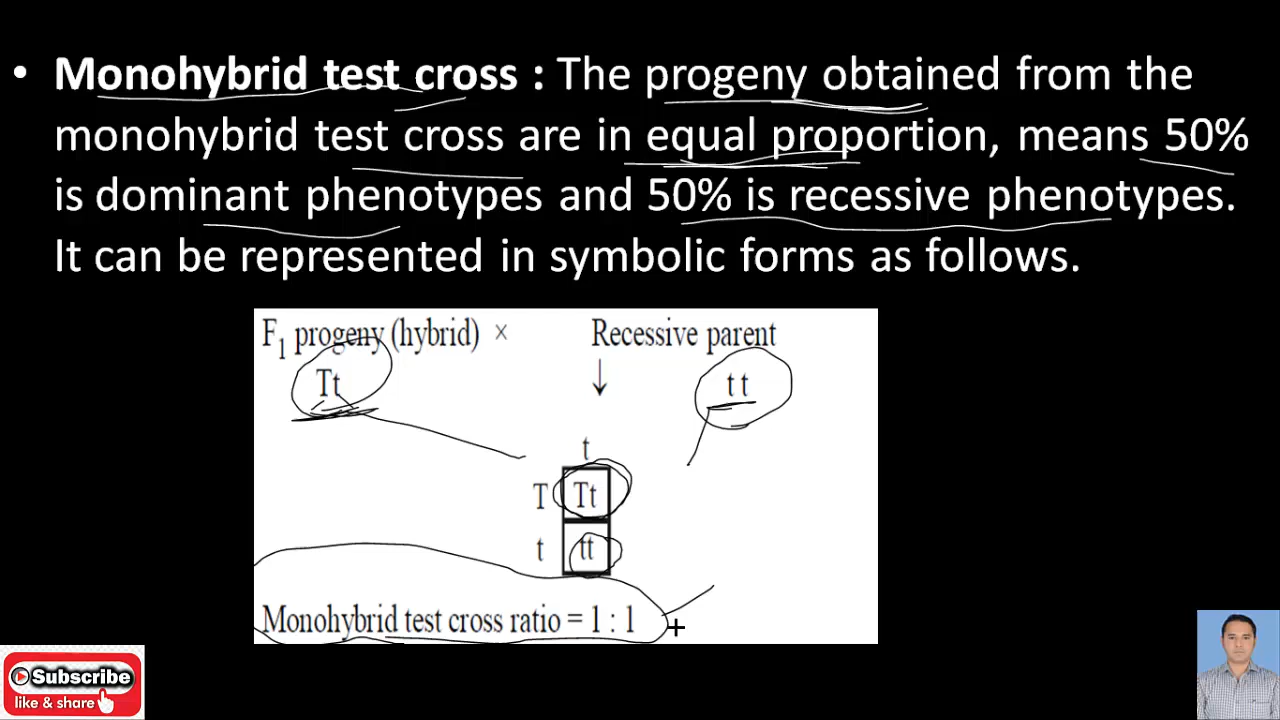 • Monohybrid test cross : The progeny obtained from the
monohybrid test cross are in equal proportion, means 50%
is dominant phenotypes and 50% is recessive phenotypes.
It can be represented in symbolic forms as follows.
F1 progeny (hybrid) × Recessive parent
Tt ↓ t t
t
T Tt
t tt
Monohybrid test cross ratio = 1 : 1
Subscribe
like & share